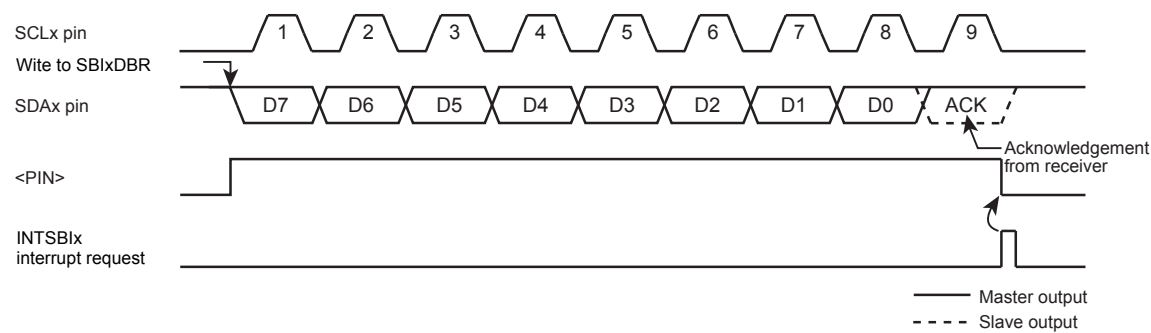 SCLx pin
1 2 3 4 5 6 7 8 9
Wite to SBIxDBR
SDAx pin
D7 D6 D5 D4 D3 D2 D1 D0 ACK
Acknowledgement
from receiver
<PIN>
INTSBIx
interrupt request
Master output
Slave output